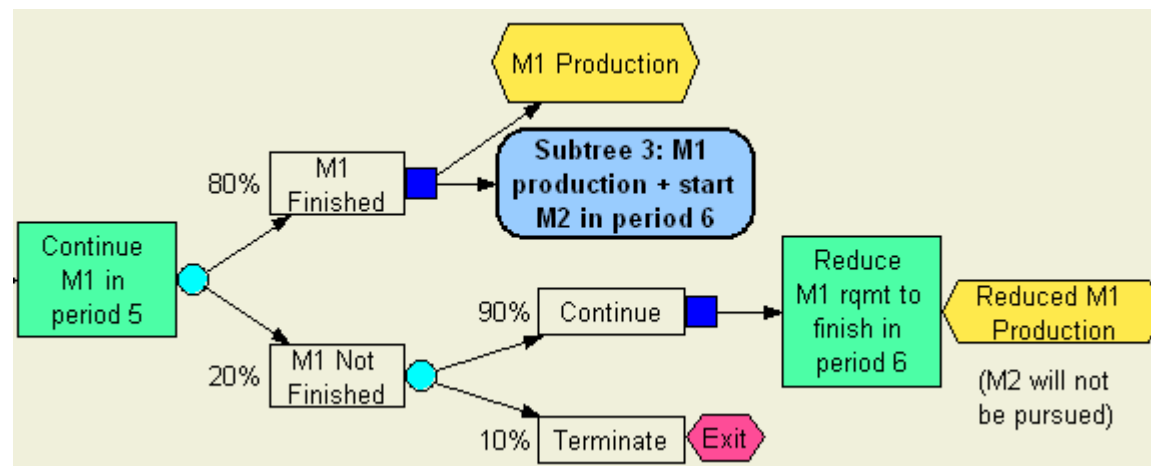 M1 Production
Subtree 3: M1
production + start
M2 in period 6
80%
M1
Finished
Continue
M1 in
period 5
Reduce
M1 rqmt to
finish in
period 6
90%
Continue
Reduced M1
Production
(M2 will not
be pursued)
20%
M1 Not
Finished
10%
Terminate
Exit